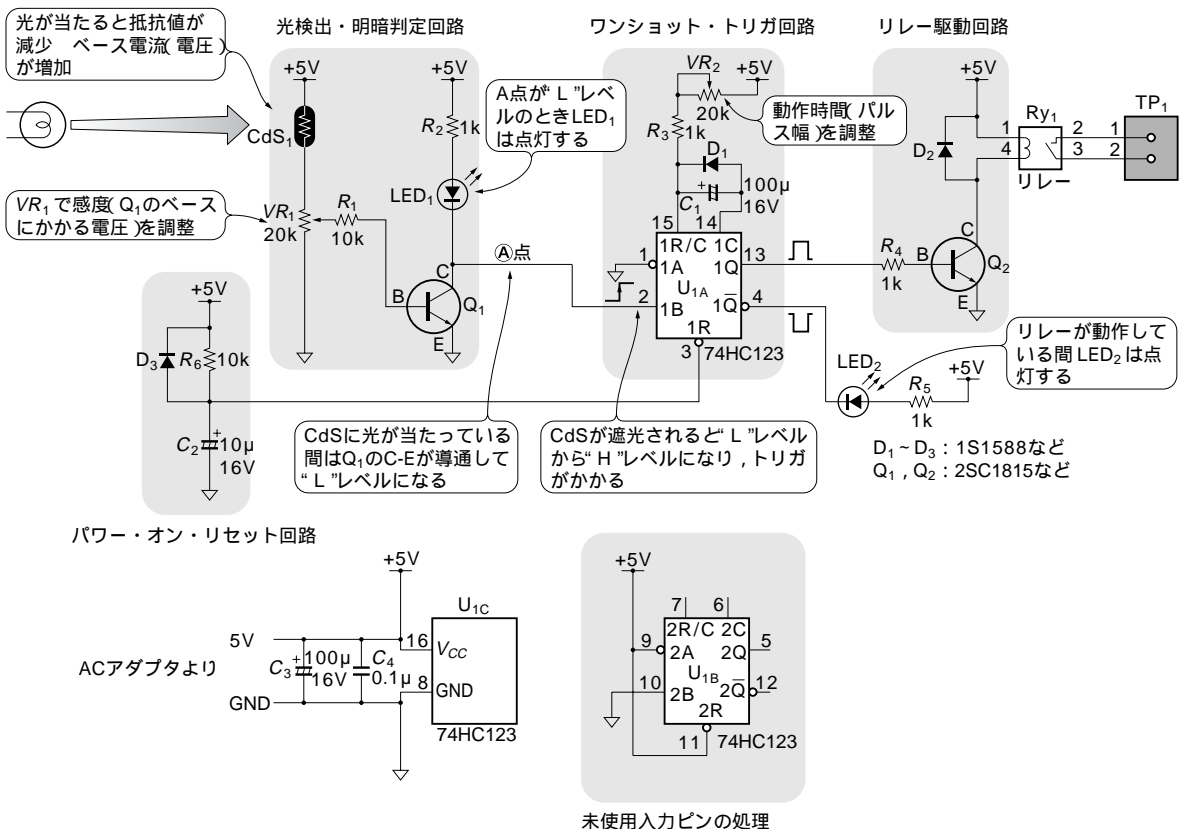 光が当たると抵抗値が
減少　ベース電流(電圧)
が増加
光検出・明暗判定回路
ワンショット・トリガ回路
リレー駆動回路
+5V
CdS1
VR1で感度(Q1のベース
にかかる電圧)を調整
VR1
20k
R1
10k
+5V
R2
1k
LED1
A点が“L”レベ
ルのときLED1
は点灯する
C
B
Q1
E
Ⓐ点
VR2
+5V
20k
R3
1k
動作時間(パル
ス幅)を調整
D1
+
C1
100μ
16V
15
14
1R/C
1C
1
1A
13
1Q
U1A
2
1B
4
1Q̅
1R
3
74HC123
R4
1k
+5V
D2
C
B
Q2
E
Ry1
1
4
2
3
リレー
TP1
1
2
リレーが動作して
いる間LED2は点
灯する
LED2
R5
1k
+5V
D1~D3:1S1588など
Q1,Q2:2SC1815など
+5V
D3
R6
10k
C2
+
10μ
16V
パワー・オン・リセット回路
CdSに光が当たっている
間はQ1のC-Eが導通して
“L”レベルになる
CdSが遮光されると“L”レベル
から“H”レベルになり,トリガ
がかかる
+5V
U1C
5V
ACアダプタより
GND
C3
+
100μ
16V
C4
0.1μ
16
VCC
8
GND
74HC123
+5V
7
6
2R/C
2C
9
2A
2Q
5
U1B
10
2B
2Q̅
12
2R
11
74HC123
未使用入力ピンの処理